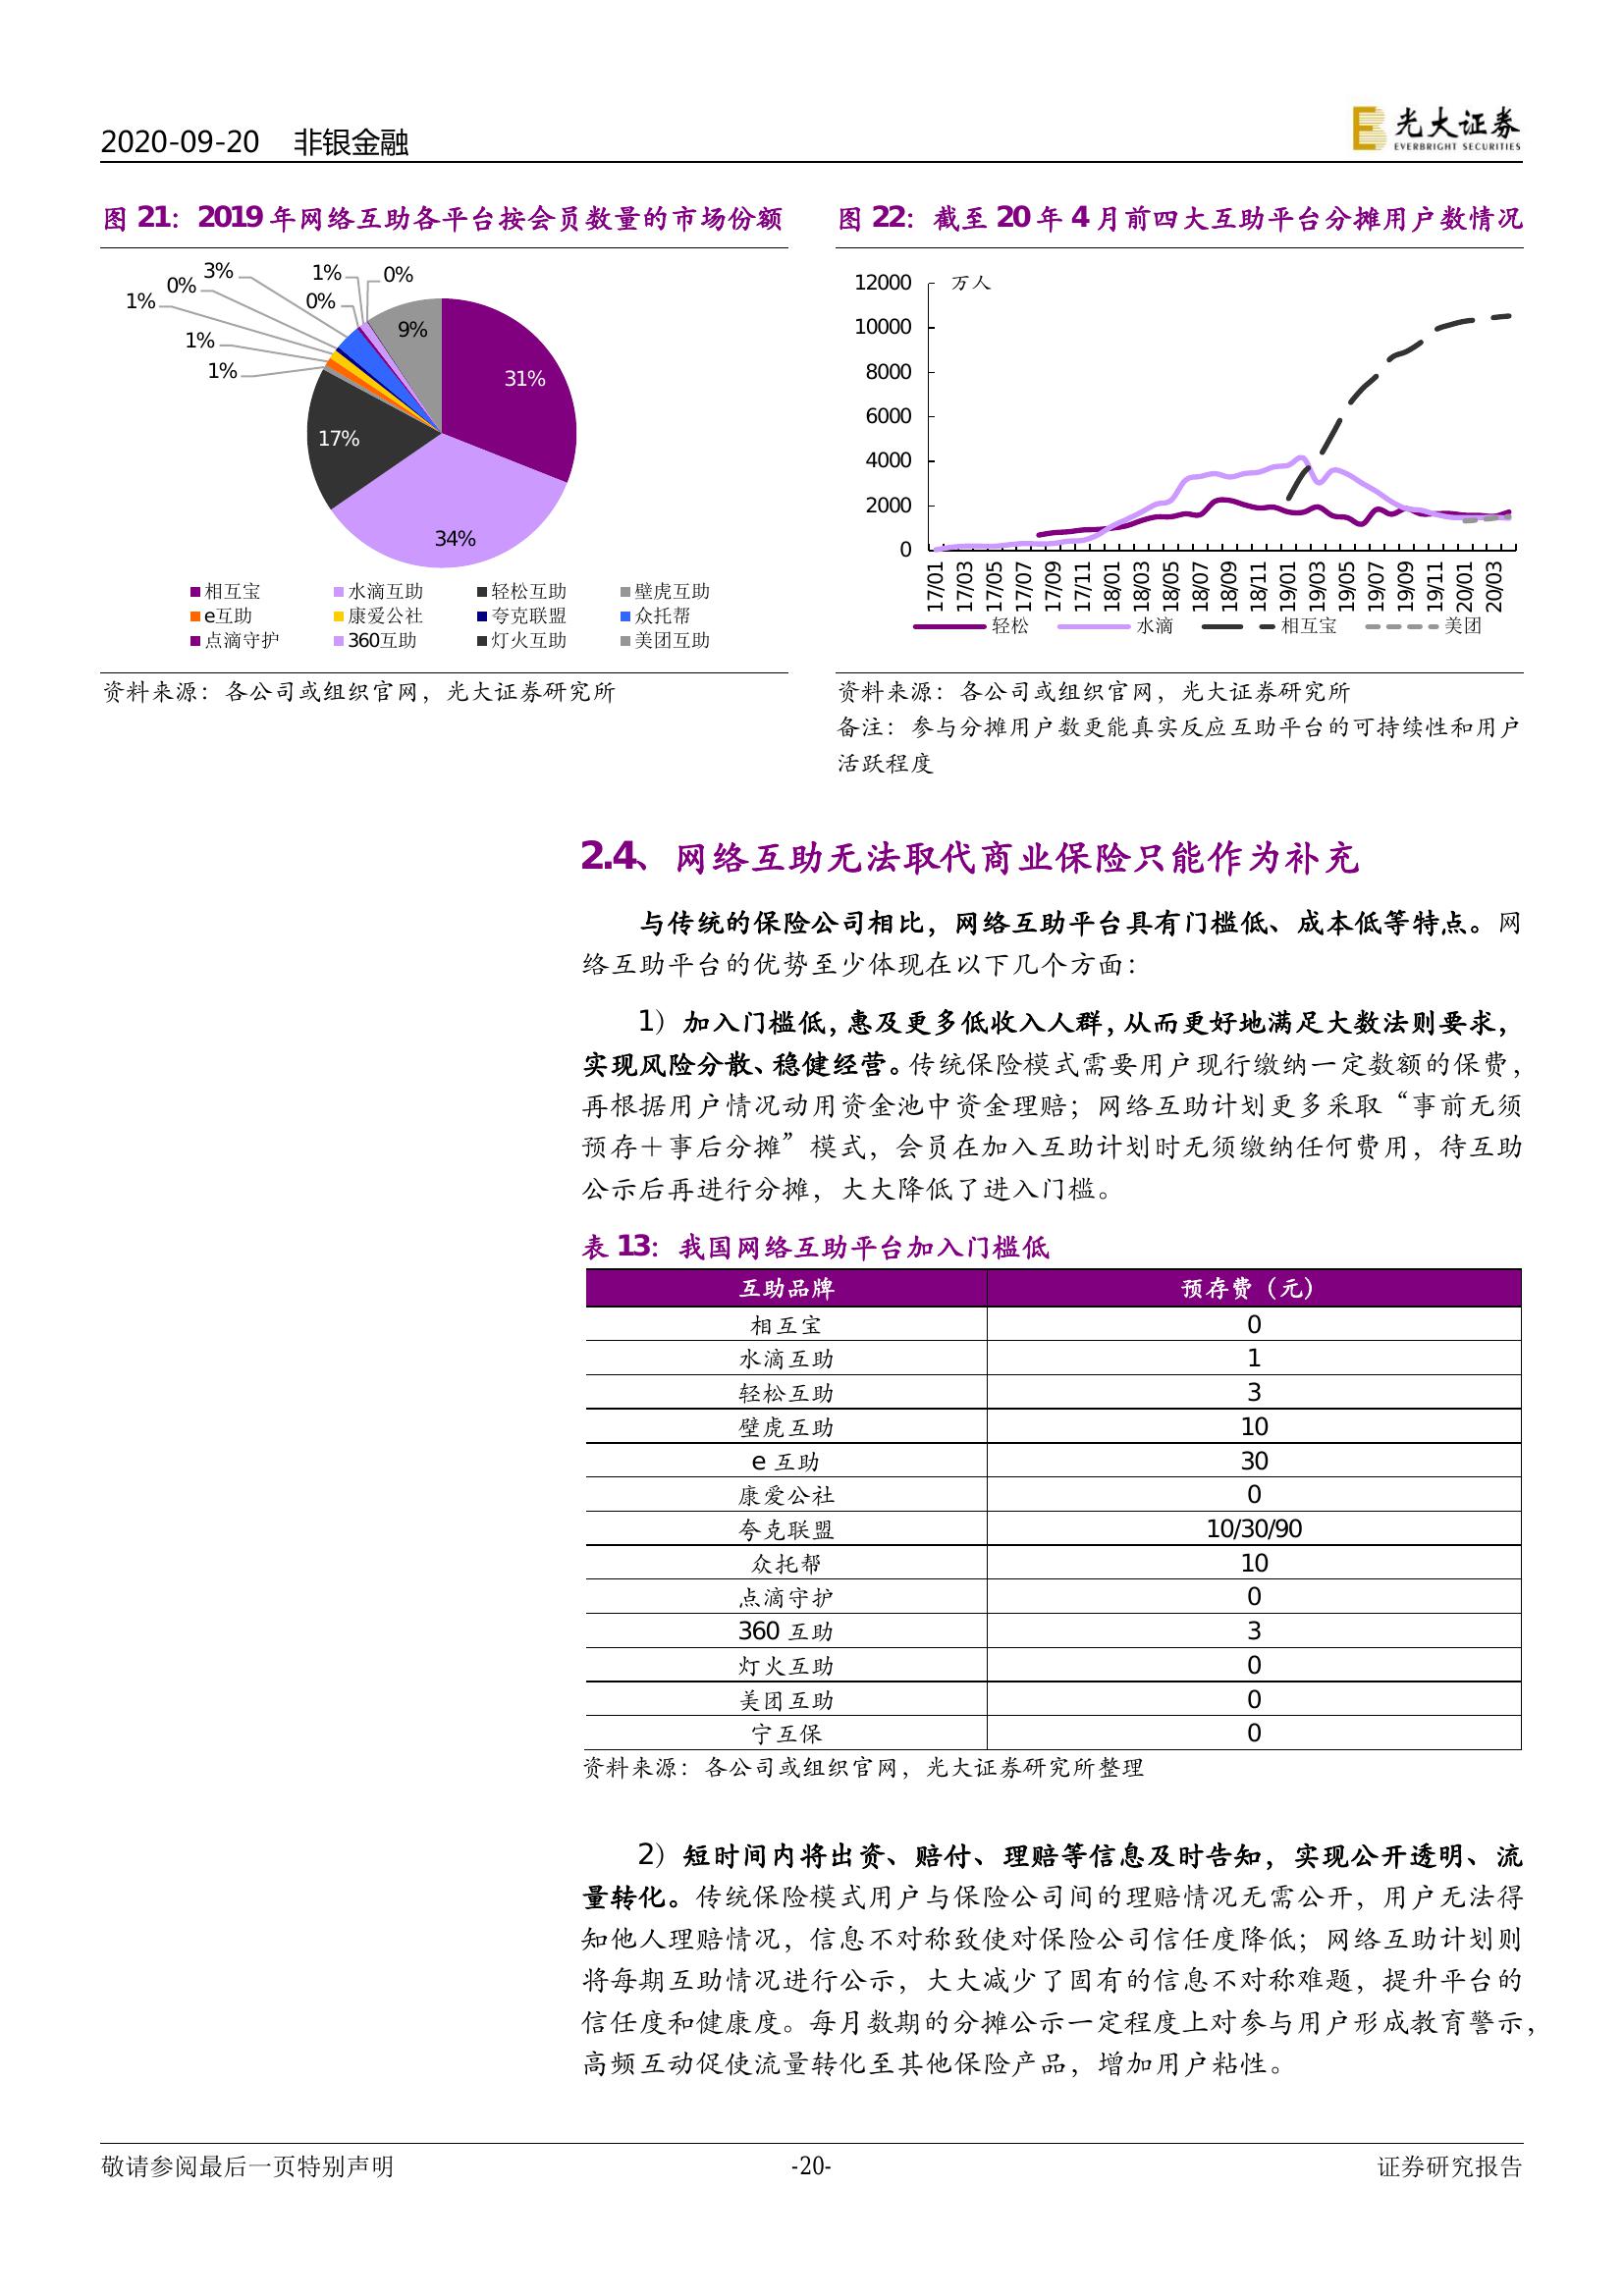 2020-09-20 非银金融
光大证券
EVERBRIGHT SECURITIES
图 21：2019 年网络互助各平台按会员数量的市场份额
3%
1%
0%
0%
1%
0%
9%
1%
1%
31%
17%
34%
相互宝 水滴互助 轻松互助 壁虎互助
e互助 康爱公社 夸克联盟 众托帮
点滴守护 360互助 灯火互助 美团互助
资料来源：各公司或组织官网，光大证券研究所
图 22：截至 20 年 4 月前四大互助平台分摊用户数情况
万人
12000
10000
8000
6000
4000
2000
0
17/01 17/03 17/05 17/07 17/09 17/11 18/01 18/03 18/05 18/07 18/09 18/11 19/01 19/03 19/05 19/07 19/09 19/11 20/01 20/03
轻松 水滴 相互宝 美团
资料来源：各公司或组织官网，光大证券研究所
备注：参与分摊用户数更能真实反应互助平台的可持续性和用户
活跃程度
2.4、网络互助无法取代商业保险只能作为补充
与传统的保险公司相比，网络互助平台具有门槛低、成本低等特点。网
络互助平台的优势至少体现在以下几个方面：
1）加入门槛低，惠及更多低收入人群，从而更好地满足大数法则要求，
实现风险分散、稳健经营。传统保险模式需要用户现行缴纳一定数额的保费，
再根据用户情况动用资金池中资金理赔；网络互助计划更多采取“事前无须
预存＋事后分摊”模式，会员在加入互助计划时无须缴纳任何费用，待互助
公示后再进行分摊，大大降低了进入门槛。
表 13：我国网络互助平台加入门槛低
互助品牌 预存费（元）
相互宝 0
水滴互助 1
轻松互助 3
壁虎互助 10
e 互助 30
康爱公社 0
夸克联盟 10/30/90
众托帮 10
点滴守护 0
360 互助 3
灯火互助 0
美团互助 0
宁互保 0
资料来源：各公司或组织官网，光大证券研究所整理
2）短时间内将出资、赔付、理赔等信息及时告知，实现公开透明、流
量转化。传统保险模式用户与保险公司间的理赔情况无需公开，用户无法得
知他人理赔情况，信息不对称致使对保险公司信任度降低；网络互助计划则
将每期互助情况进行公示，大大减少了固有的信息不对称难题，提升平台的
信任度和健康度。每月数期的分摊公示一定程度上对参与用户形成教育警示，
高频互动促使流量转化至其他保险产品，增加用户粘性。
敬请参阅最后一页特别声明 -20- 证券研究报告